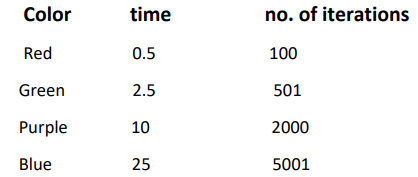 Color time no. of iterations
Red 0.5 100
Green 2.5 501
Purple 10 2000
Blue 25 5001